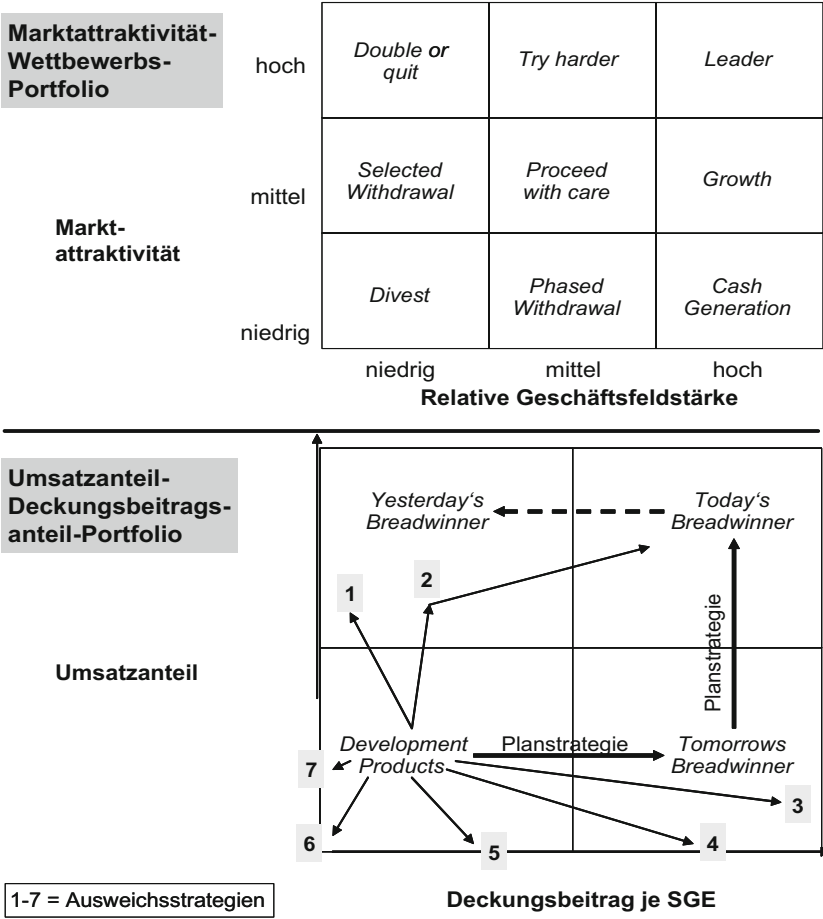 Marktattraktivität-
Wettbewerbs-
Portfolio
hoch
Double or
quit
Try harder
Leader
mittel
Selected
Withdrawal
Proceed
with care
Growth
Markt-
attraktivität
niedrig
Divest
Phased
Withdrawal
Cash
Generation
niedrig
mittel
hoch
Relative Geschäftsfeldstärke
Umsatzanteil-
Deckungsbeitrags-
anteil-Portfolio
Yesterday's
Breadwinner
Today's
Breadwinner
1
2
Planstrategie
Umsatzanteil
Development
Products
Planstrategie
Tomorrows
Breadwinner
7
3
6
5
4
1-7 = Ausweichsstrategien
Deckungsbeitrag je SGE